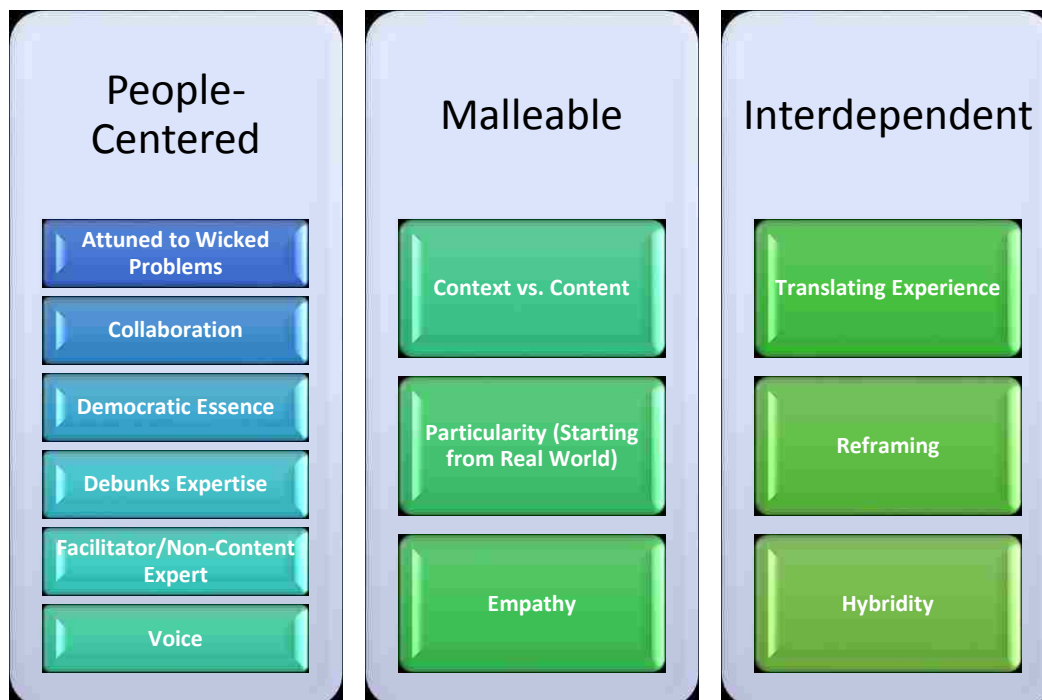 People-
Centered
Attuned to Wicked
Problems
Collaboration
Democratic Essence
Debunks Expertise
Facilitator/Non-Content
Expert
Voice
Malleable
Context vs. Content
Particularity (Starting
from Real World)
Empathy
Interdependent
Translating Experience
Reframing
Hybridity